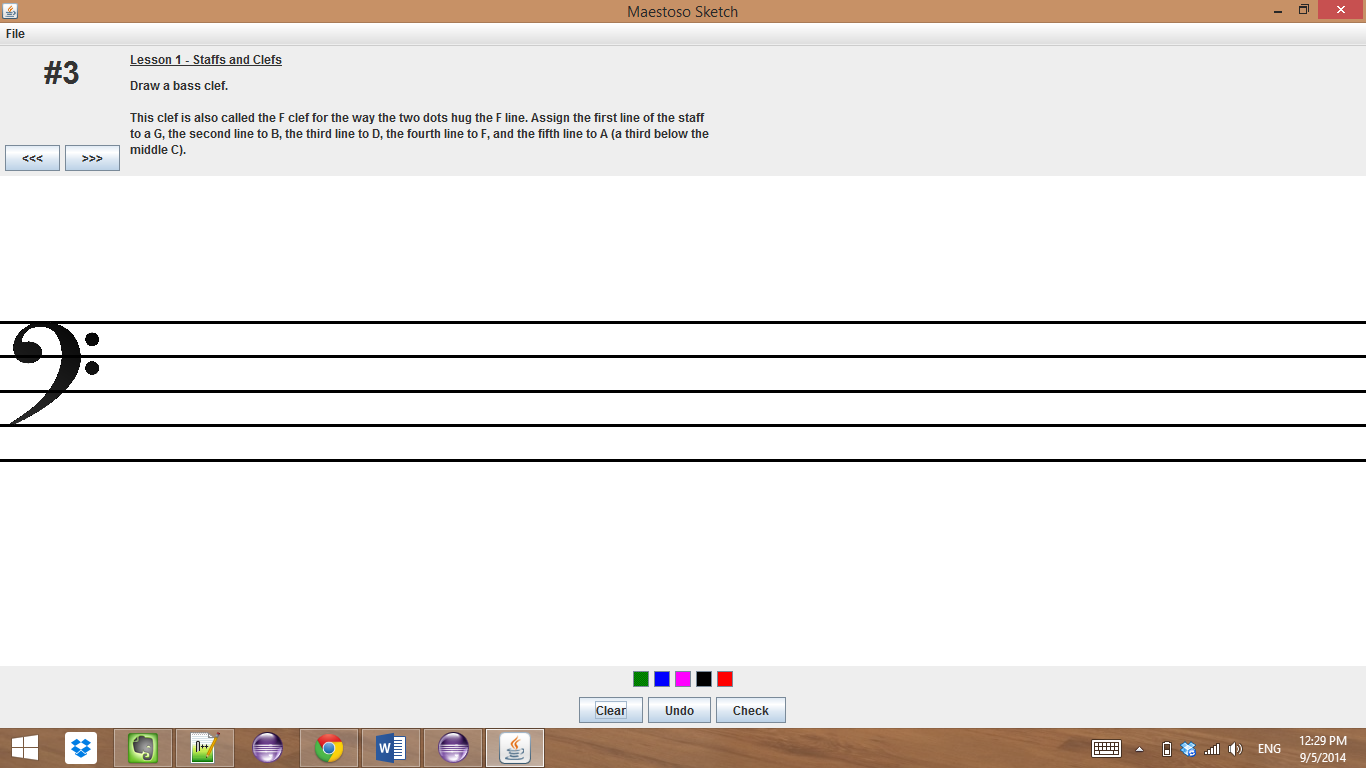 Maestoso Sketch
File
#3
Lesson 1 - Staffs and Clefs
Draw a bass clef.
This clef is also called the F clef for the way the two dots hug the F line. Assign the first line of the staff
to a G, the second line to B, the third line to D, the fourth line to F, and the fifth line to A (a third below the
middle C).
<<< >>>
Clear Undo Check
ENG
12:29 PM
9/5/2014